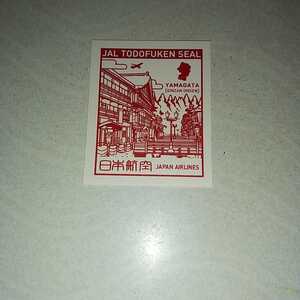 JAL TODOFUKEN SEAL
YAMAGATA
[GINZAN ONSEN]
日本航空 JAPAN AIRLINES